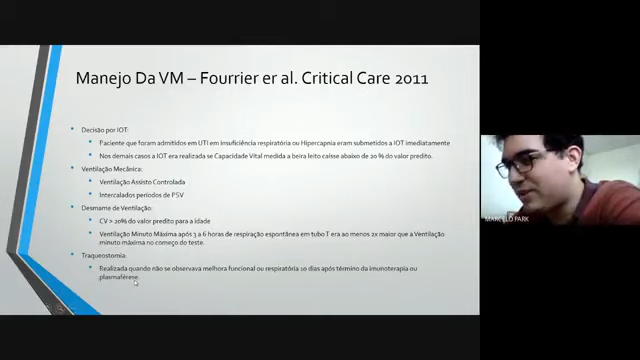 Manejo Da VM – Fourrier er al. Critical Care 2011
Decisão por IOT:
Paciente que foram admitidos em UTI em insuficiência respiratória ou Hipercapnia eram submetidos a IOT imediatamente
Nos demais casos a IOT era realizada se Capacidade Vital medida a beira leito caísse abaixo de 20 % do valor predito.
Ventilação Mecânica:
Ventilação Assisto Controlada
Intercalados períodos de PSV
Desmame de Ventilação:
CV > 20% do valor predito para a idade
Ventilação Minuto Máxima após 3 a 6 horas de respiração espontânea em tubo T era ao menos 2x maior que a Ventilação
minuto máxima no começo do teste.
Traqueostomia:
Realizada quando não se observava melhora funcional ou respiratória 10 dias após término da imunoterapia ou
plasmaférese.
MARCELO PARK